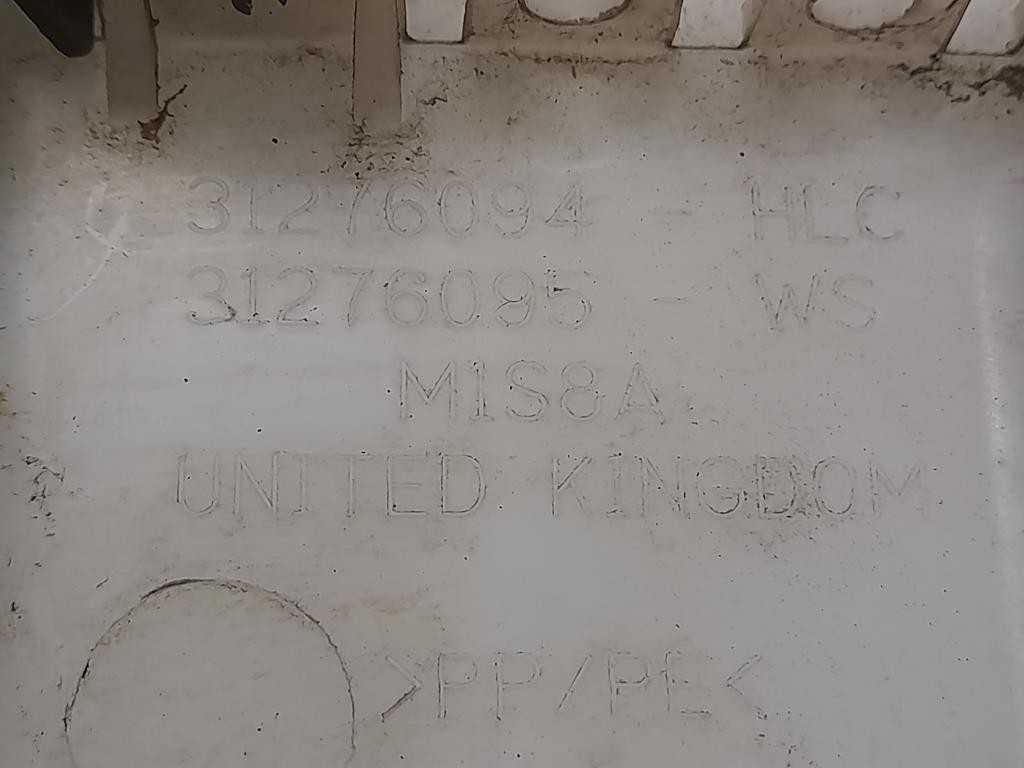 31276094 - HLC
31276095 - WS
M1S8A
UNITED KINGDOM
>PP/PE<